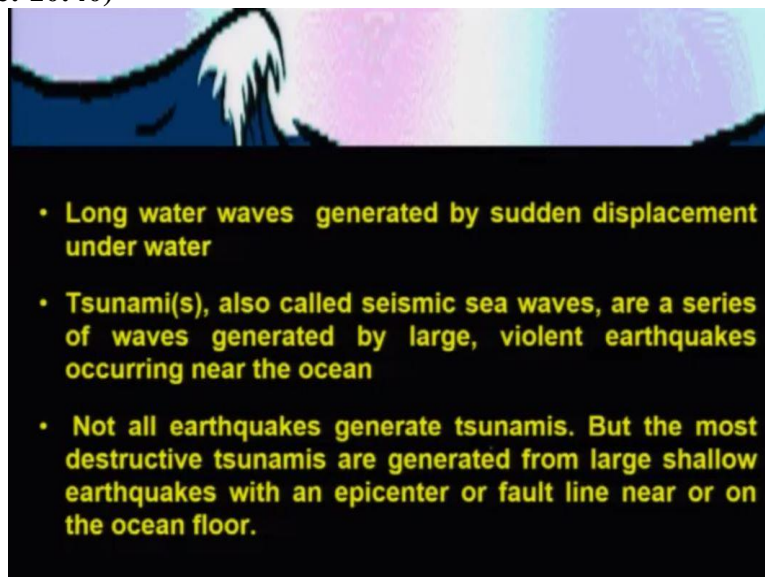 • Long water waves generated by sudden displacement
under water
• Tsunami(s), also called seismic sea waves, are a series
of waves generated by large, violent earthquakes
occurring near the ocean
• Not all earthquakes generate tsunamis. But the most
destructive tsunamis are generated from large shallow
earthquakes with an epicenter or fault line near or on
the ocean floor.